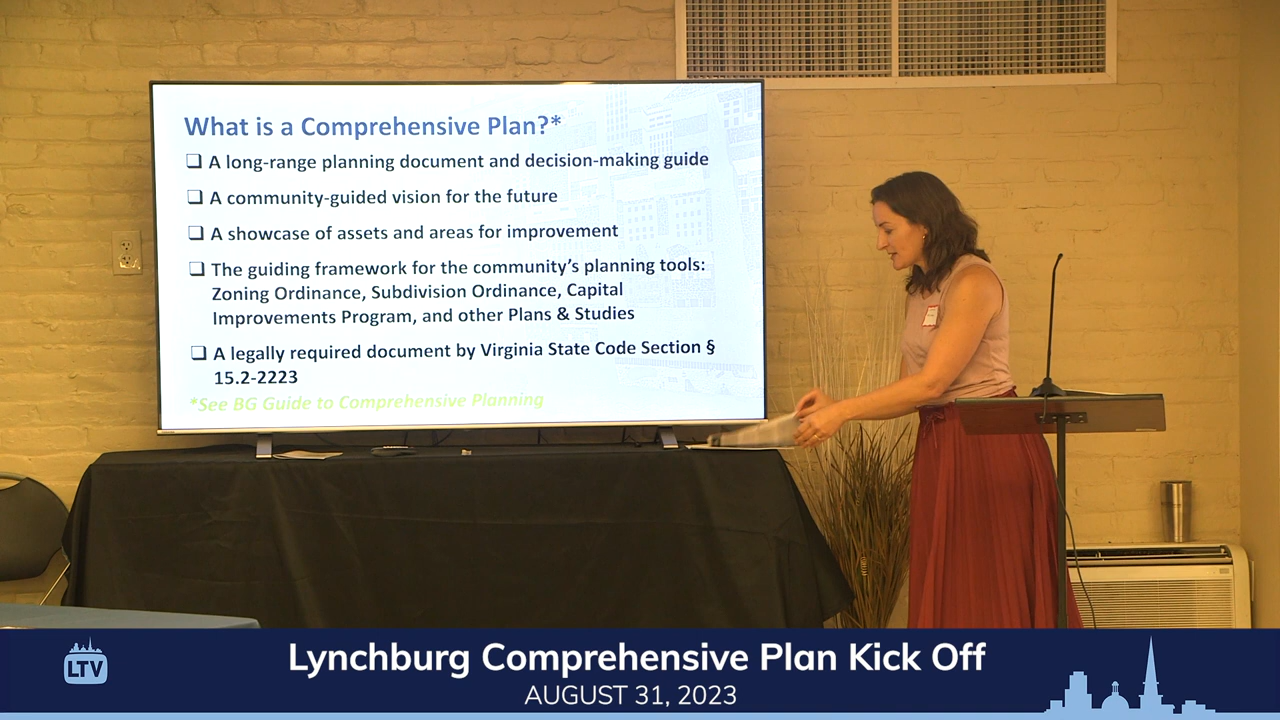 What is a Comprehensive Plan?*
❑ A long-range planning document and decision-making guide
❑ A community-guided vision for the future
❑ A showcase of assets and areas for improvement
❑ The guiding framework for the community's planning tools:
Zoning Ordinance, Subdivision Ordinance, Capital
Improvements Program, and other Plans & Studies
❑ A legally required document by Virginia State Code Section §
15.2-2223
*See BG Guide to Comprehensive Planning
LTV
Lynchburg Comprehensive Plan Kick Off
AUGUST 31, 2023